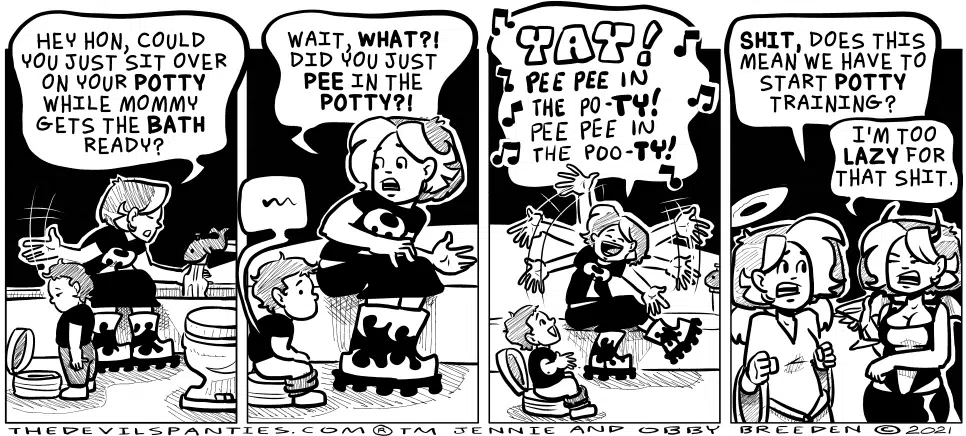 HEY HON, COULD
YOU JUST SIT OVER
ON YOUR POTTY
WHILE MOMMY
GETS THE BATH
READY?
WAIT, WHAT?!
DID YOU JUST
PEE IN THE
POTTY?!
YAY!
PEE PEE IN
THE PO-TY!
PEE PEE IN
THE POO-TY!
SHIT, DOES THIS
MEAN WE HAVE TO
START POTTY
TRAINING?
I'M TOO
LAZY FOR
THAT SHIT.
THEDEVILSPANTIES.COM®TM JENNIE AND OBBY BREEDEN ©2021